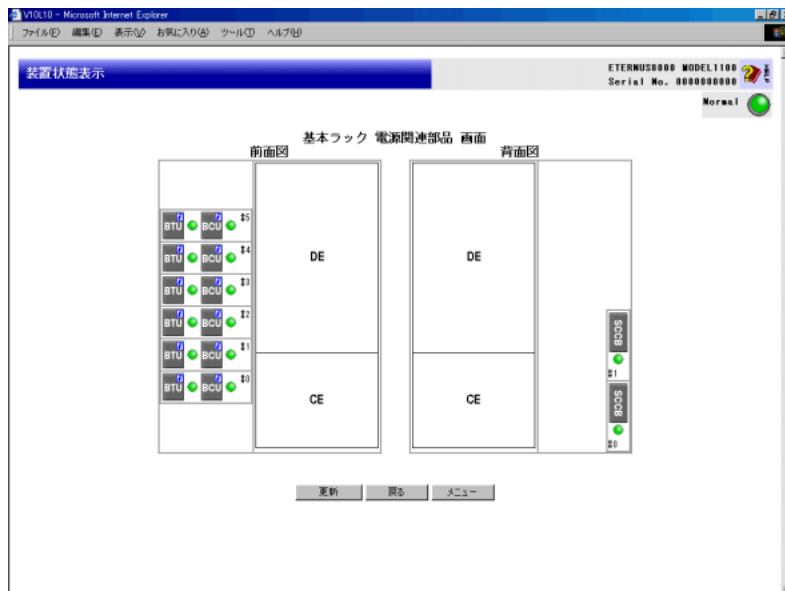 V10L10 - Microsoft Internet Explorer
ファイル(F) 編集(E) 表示(V) お気に入り(A) ツール(T) ヘルプ(H)
装置状態表示
ETERNUS8000 MODEL1100
Serial No. 0000000000
Normal
基本ラック 電源関連部品 画面
前面図 背面図
BTU BCU #5
BTU BCU #4
BTU BCU #3
BTU BCU #2
BTU BCU #1
BTU BCU #0
DE
CE
DE
CE
SCCB
#1
SCCB
#0
更新 戻る メニュー